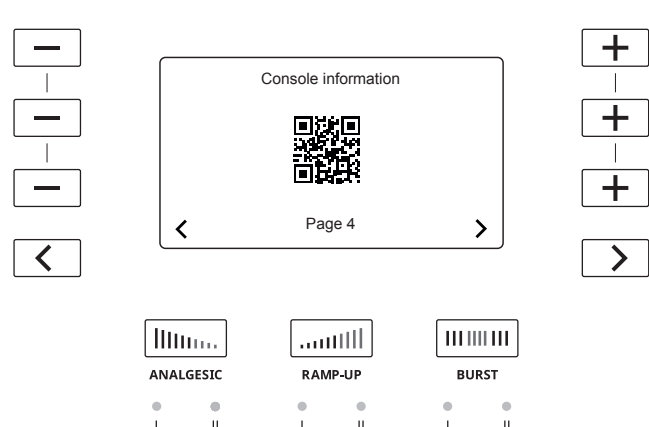 Console information
Page 4
ANALGESIC
RAMP-UP
BURST
I II I II I II